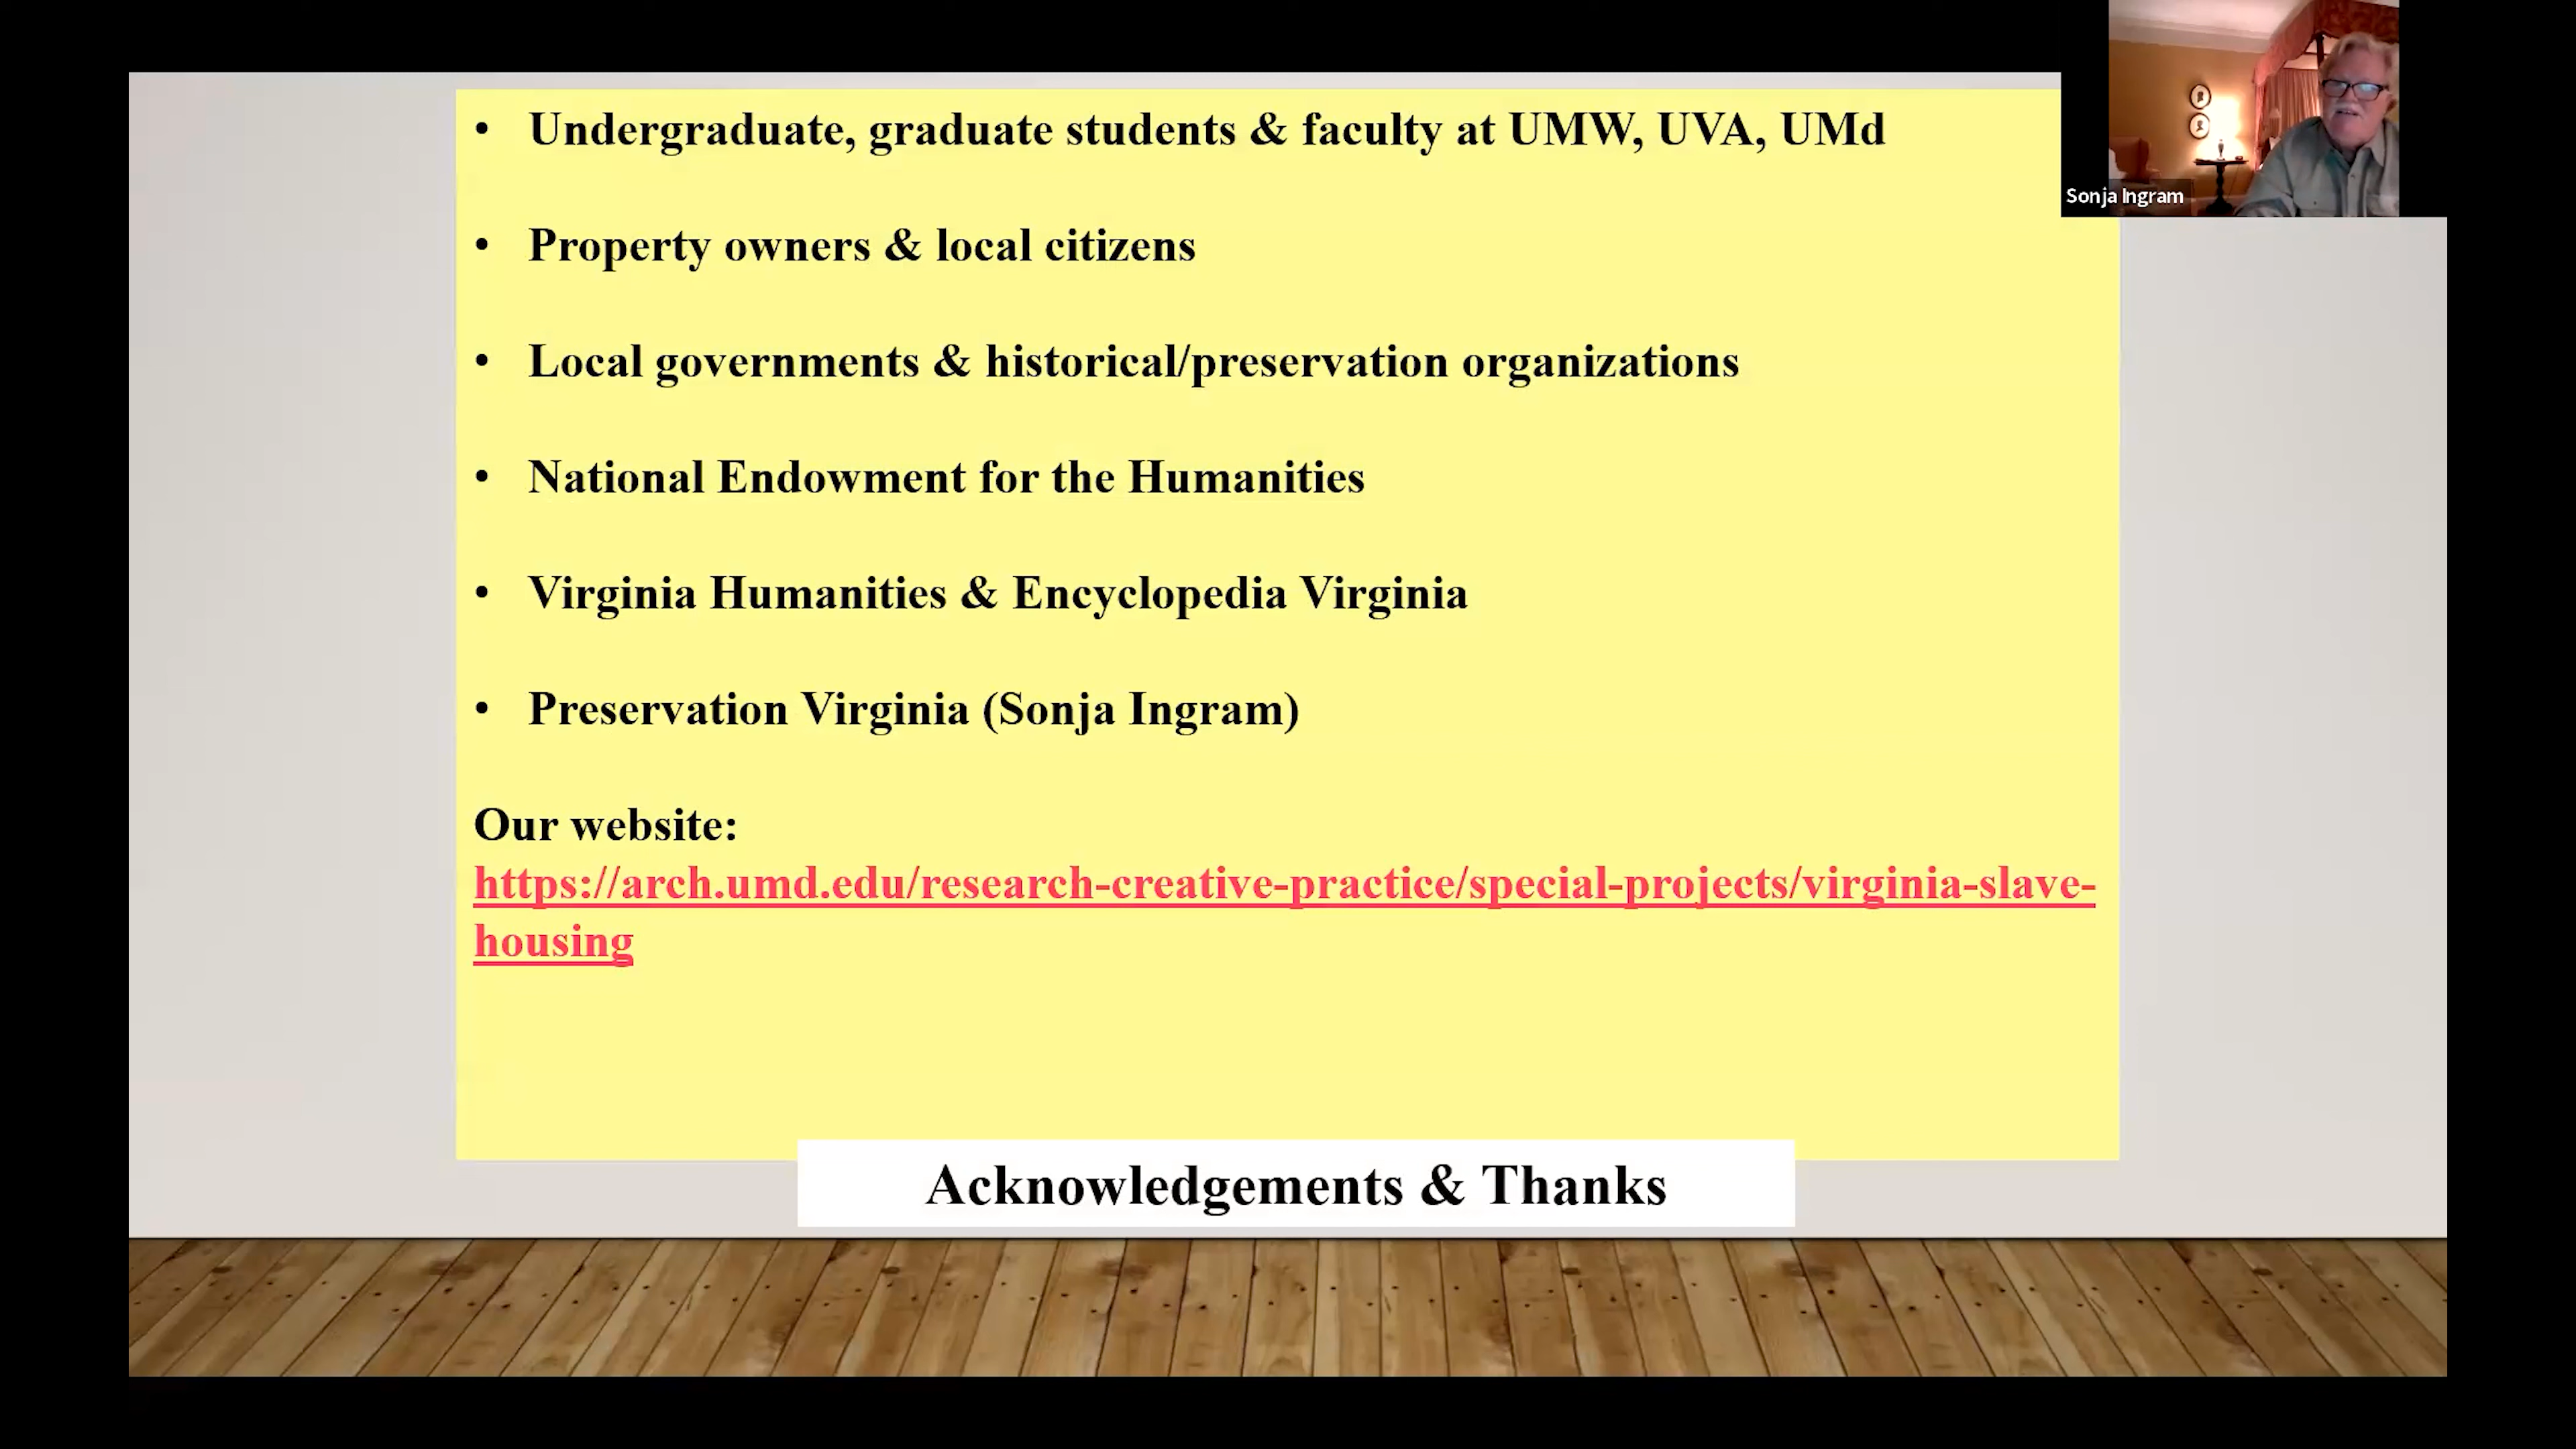 • Undergraduate, graduate students & faculty at UMW, UVA, UMd
Sonja Ingram
• Property owners & local citizens
• Local governments & historical/preservation organizations
• National Endowment for the Humanities
• Virginia Humanities & Encyclopedia Virginia
• Preservation Virginia (Sonja Ingram)
Our website:
https://arch.umd.edu/research-creative-practice/special-projects/virginia-slave-
housing
Acknowledgements & Thanks